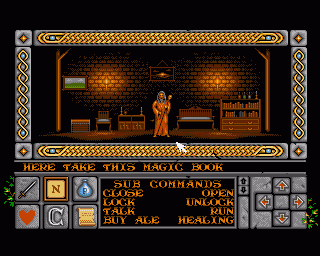 HERE TAKE THIS MAGIC BOOK
N
P
SUB COMMANDS
CLOSE OPEN
LOCK UNLOCK
TALK RUN
C
BUY ALE HEALING